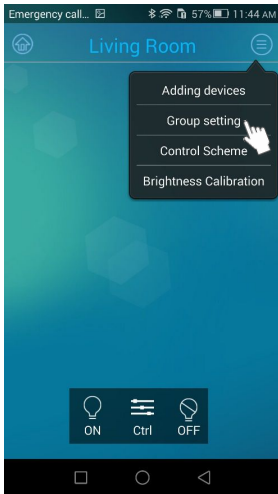 Emergency call... 57% 11:44 AM
Living Room
Adding devices
Group setting
Control Scheme
Brightness Calibration
ON Ctrl OFF